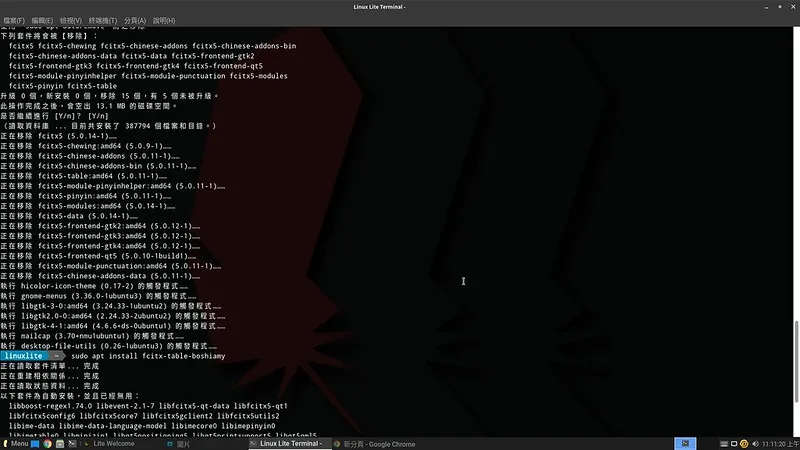 Linux Lite Terminal -
檔案(F) 編輯(E) 檢視(V) 終端機(T) 分頁(A) 說明(H)
下列套件將會被【移除】：
fcitx5 fcitx5-chewing fcitx5-chinese-addons fcitx5-chinese-addons-bin
fcitx5-chinese-addons-data fcitx5-data fcitx5-frontend-gtk2
fcitx5-frontend-gtk3 fcitx5-frontend-gtk4 fcitx5-frontend-qt5
fcitx5-module-pinyinhelper fcitx5-module-punctuation fcitx5-modules
fcitx5-pinyin fcitx5-table
升級 0 個，新安裝 0 個，移除 15 個，有 5 個未被升級。
此操作完成之後，會空出 13.1 MB 的磁碟空間。
是否繼續進行 [Y/n]？ [Y/n]
（讀取資料庫 ... 目前共安裝了 387794 個檔案和目錄。）
正在移除 fcitx5 (5.0.14-1)……
正在移除 fcitx5-chewing:amd64 (5.0.9-1)……
正在移除 fcitx5-chinese-addons (5.0.11-1)……
正在移除 fcitx5-chinese-addons-bin (5.0.11-1)……
正在移除 fcitx5-table:amd64 (5.0.11-1)……
正在移除 fcitx5-module-pinyinhelper:amd64 (5.0.11-1)……
正在移除 fcitx5-pinyin:amd64 (5.0.11-1)……
正在移除 fcitx5-modules:amd64 (5.0.14-1)……
正在移除 fcitx5-data (5.0.14-1)……
正在移除 fcitx5-frontend-gtk2:amd64 (5.0.12-1)……
正在移除 fcitx5-frontend-gtk3:amd64 (5.0.12-1)……
正在移除 fcitx5-frontend-gtk4:amd64 (5.0.12-1)……
正在移除 fcitx5-frontend-qt5 (5.0.10-1build1)……
正在移除 fcitx5-module-punctuation:amd64 (5.0.11-1)……
正在移除 fcitx5-chinese-addons-data (5.0.11-1)……
執行 hicolor-icon-theme (0.17-2) 的觸發程式……
執行 gnome-menus (3.36.0-1ubuntu3) 的觸發程式……
執行 libgtk-3-0:amd64 (3.24.33-1ubuntu2) 的觸發程式……
執行 libgtk2.0-0:amd64 (2.24.33-2ubuntu2) 的觸發程式……
執行 libgtk-4-1:amd64 (4.6.6+ds-0ubuntu1) 的觸發程式……
執行 mailcap (3.70+nmu1ubuntu1) 的觸發程式……
執行 desktop-file-utils (0.26-1ubuntu3) 的觸發程式……
linuxlite ~ sudo apt install fcitx-table-boshiamy
正在讀取套件清單... 完成
正在重建相依關係... 完成
正在讀取狀態資料... 完成
以下套件為自動安裝，並且已經無用：
libboost-regex1.74.0 libevent-2.1-7 libfcitx5-qt-data libfcitx5-qt1
libfcitx5config6 libfcitx5core7 libfcitx5gclient2 libfcitx5utils2
libime-data libime-data-language-model libimecore0 libimepinyin0
Menu Lite Welcome 圖片 Linux Lite Terminal - 新分頁 - Google Chrome 11:11:20 上午